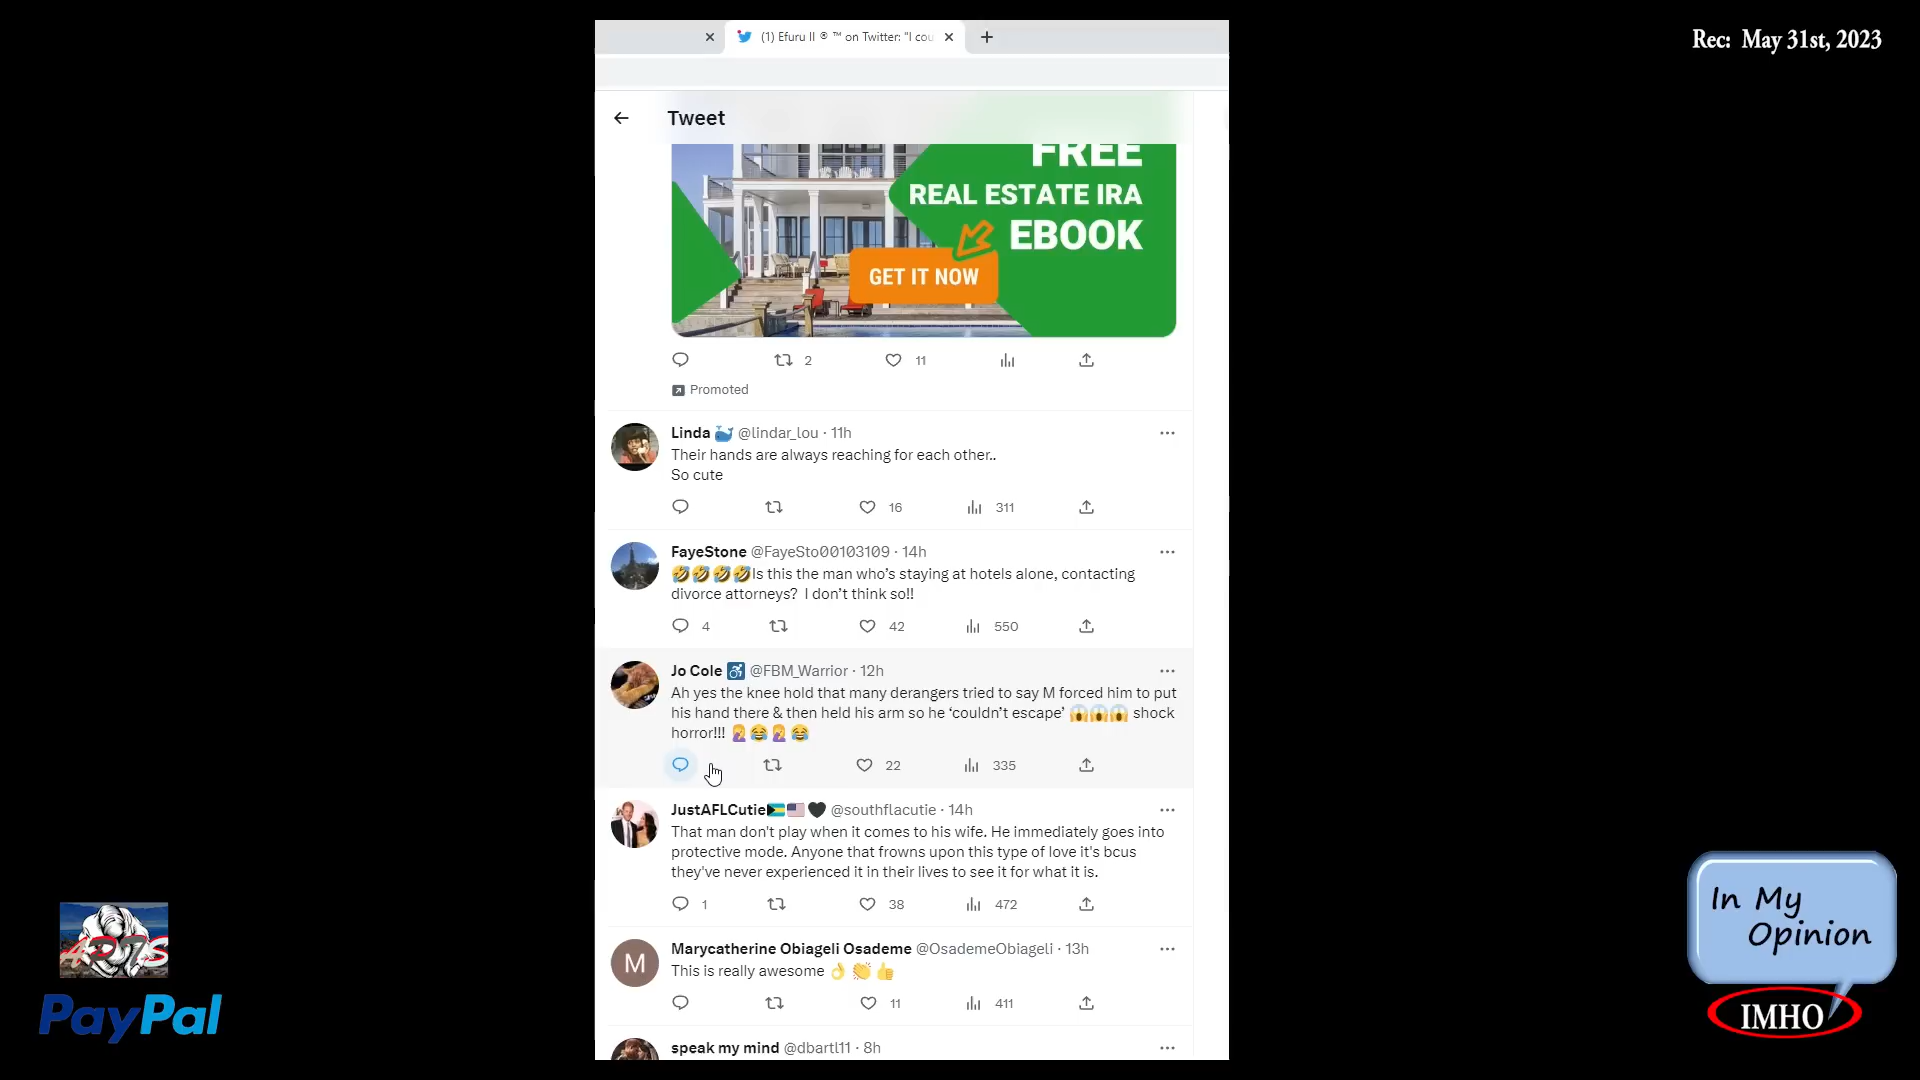 (1) Efuru II ® ™ on Twitter: "I cou
Rec: May 31st, 2023
Tweet
FREE
REAL ESTATE IRA
EBOOK
GET IT NOW
2 11
Promoted
Linda 🐳 @lindar_lou · 11h
Their hands are always reaching for each other..
So cute
16 311
FayeStone @FayeSto00103109 · 14h
🤣🤣🤣🤣Is this the man who's staying at hotels alone, contacting
divorce attorneys? I don't think so!!
4 42 550
Jo Cole ♿ @FBM_Warrior · 12h
Ah yes the knee hold that many derangers tried to say M forced him to put
his hand there & then held his arm so he ‘couldn't escape’ 😱😱😱 shock
horror!!! 🤦‍♀️😂🤦‍♀️😂
22 335
JustAFLCutie🇧🇸🇺🇸🖤 @southflacutie · 14h
That man don't play when it comes to his wife. He immediately goes into
protective mode. Anyone that frowns upon this type of love it's bcus
they've never experienced it in their lives to see it for what it is.
1 38 472
Marycatherine Obiageli Osademe @OsademeObiageli · 13h
This is really awesome 👌 👏 👍
M
11 411
speak my mind @dbartl11 · 8h
PayPal
In My
Opinion
IMHO